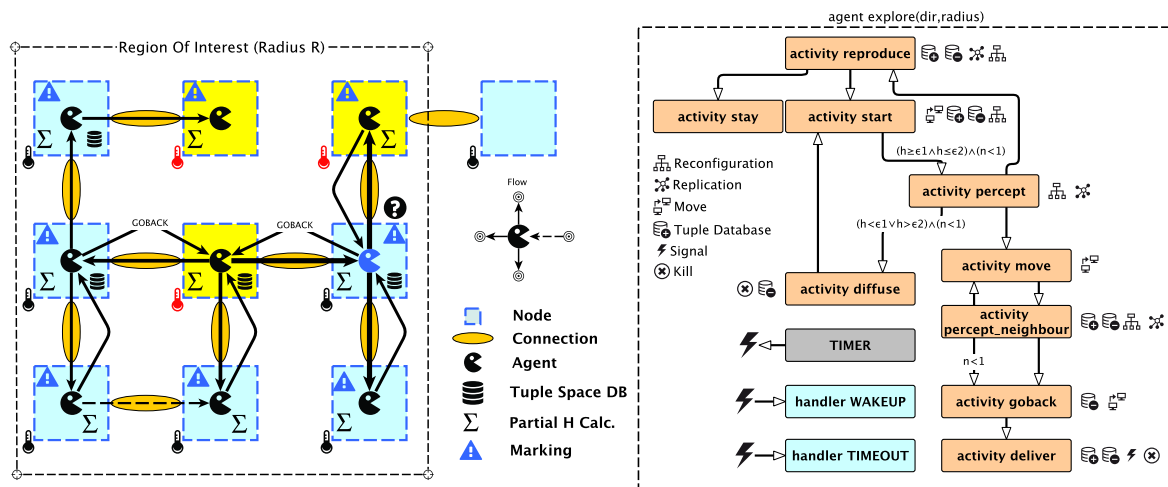 Region Of Interest (Radius R)
Σ
Σ
Σ
GOBACK
GOBACK
?
Σ
Σ
Σ
Σ
Σ
Σ
Flow
Node
Connection
Agent
Tuple Space DB
Σ Partial H Calc.
Marking
agent explore(dir,radius)
activity reproduce
activity stay
activity start
(h≥ϵ1∧h≤ϵ2)∧(n<1)
Reconfiguration
Replication
Move
Tuple Database
Signal
Kill
activity percept
(h<ϵ1∨h>ϵ2)∧(n<1)
activity move
activity diffuse
activity
percept_neighbour
TIMER
n<1
handler WAKEUP
activity goback
handler TIMEOUT
activity deliver